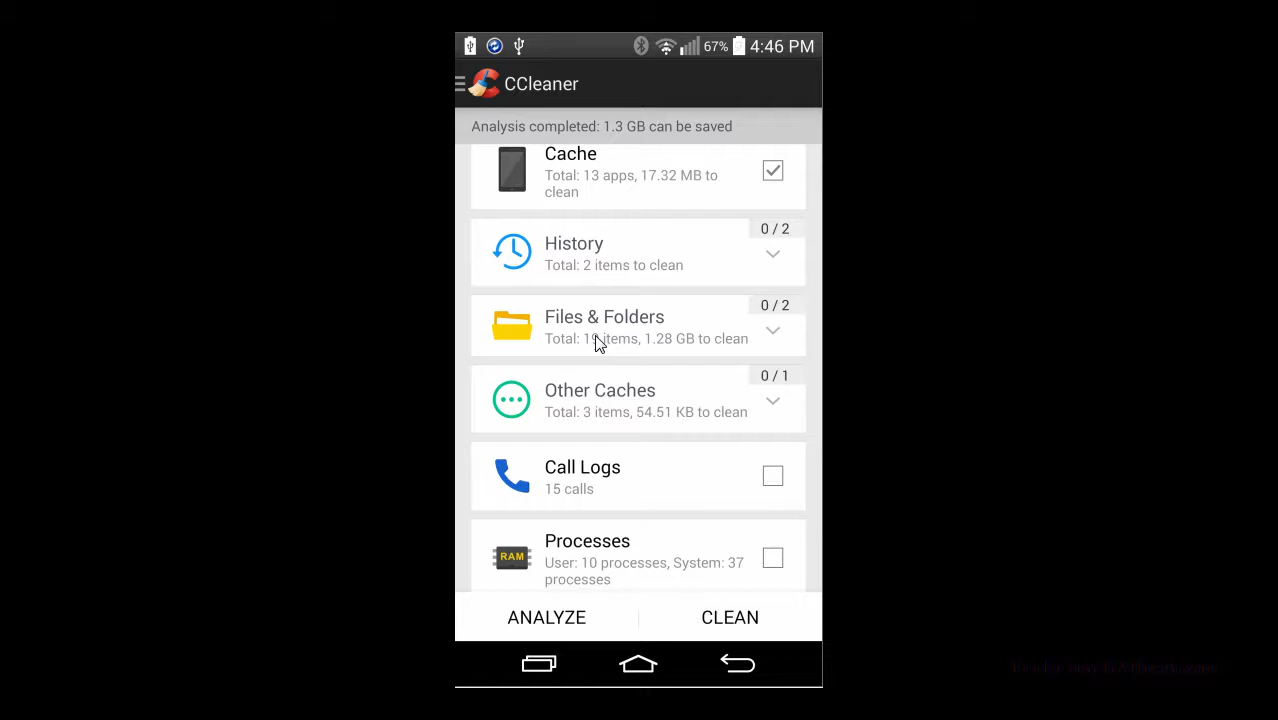 67% 4:46 PM
CCleaner
Analysis completed: 1.3 GB can be saved
Cache
Total: 13 apps, 17.32 MB to
clean
0 / 2
History
Total: 2 items to clean
0 / 2
Files & Folders
Total: 19 items, 1.28 GB to clean
0 / 1
Other Caches
Total: 3 items, 54.51 KB to clean
Call Logs
15 calls
Processes
RAM
User: 10 processes, System: 37
processes
ANALYZE CLEAN